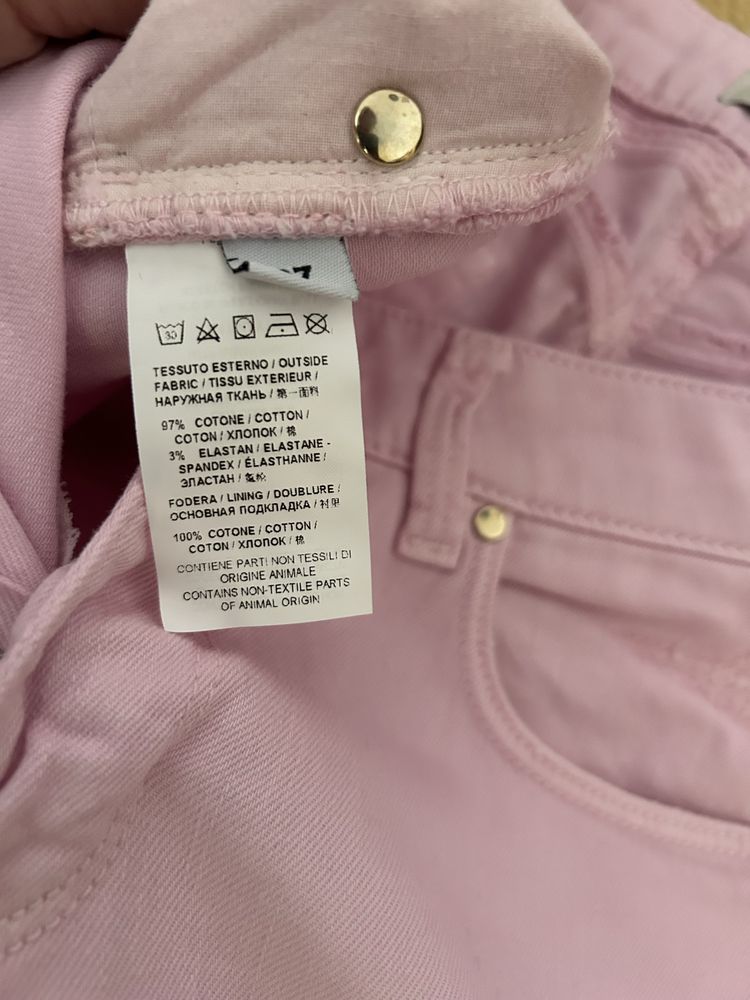 30
TESSUTO ESTERNO / OUTSIDE
FABRIC / TISSU EXTERIEUR /
НАРУЖНАЯ ТКАНЬ / 第一面料
97% COTONE / COTTON /
COTON / ХЛОПОК / 棉
3% ELASTAN / ELASTANE -
SPANDEX / ÉLASTHANNE /
ЭЛАСТАН / 氨纶
FODERA / LINING / DOUBLURE /
ОСНОВНАЯ ПОДКЛАДКА / 衬里
100% COTONE / COTTON /
COTON / ХЛОПОК / 棉
CONTIENE PARTI NON TESSILI DI
ORIGINE ANIMALE
CONTAINS NON-TEXTILE PARTS
OF ANIMAL ORIGIN